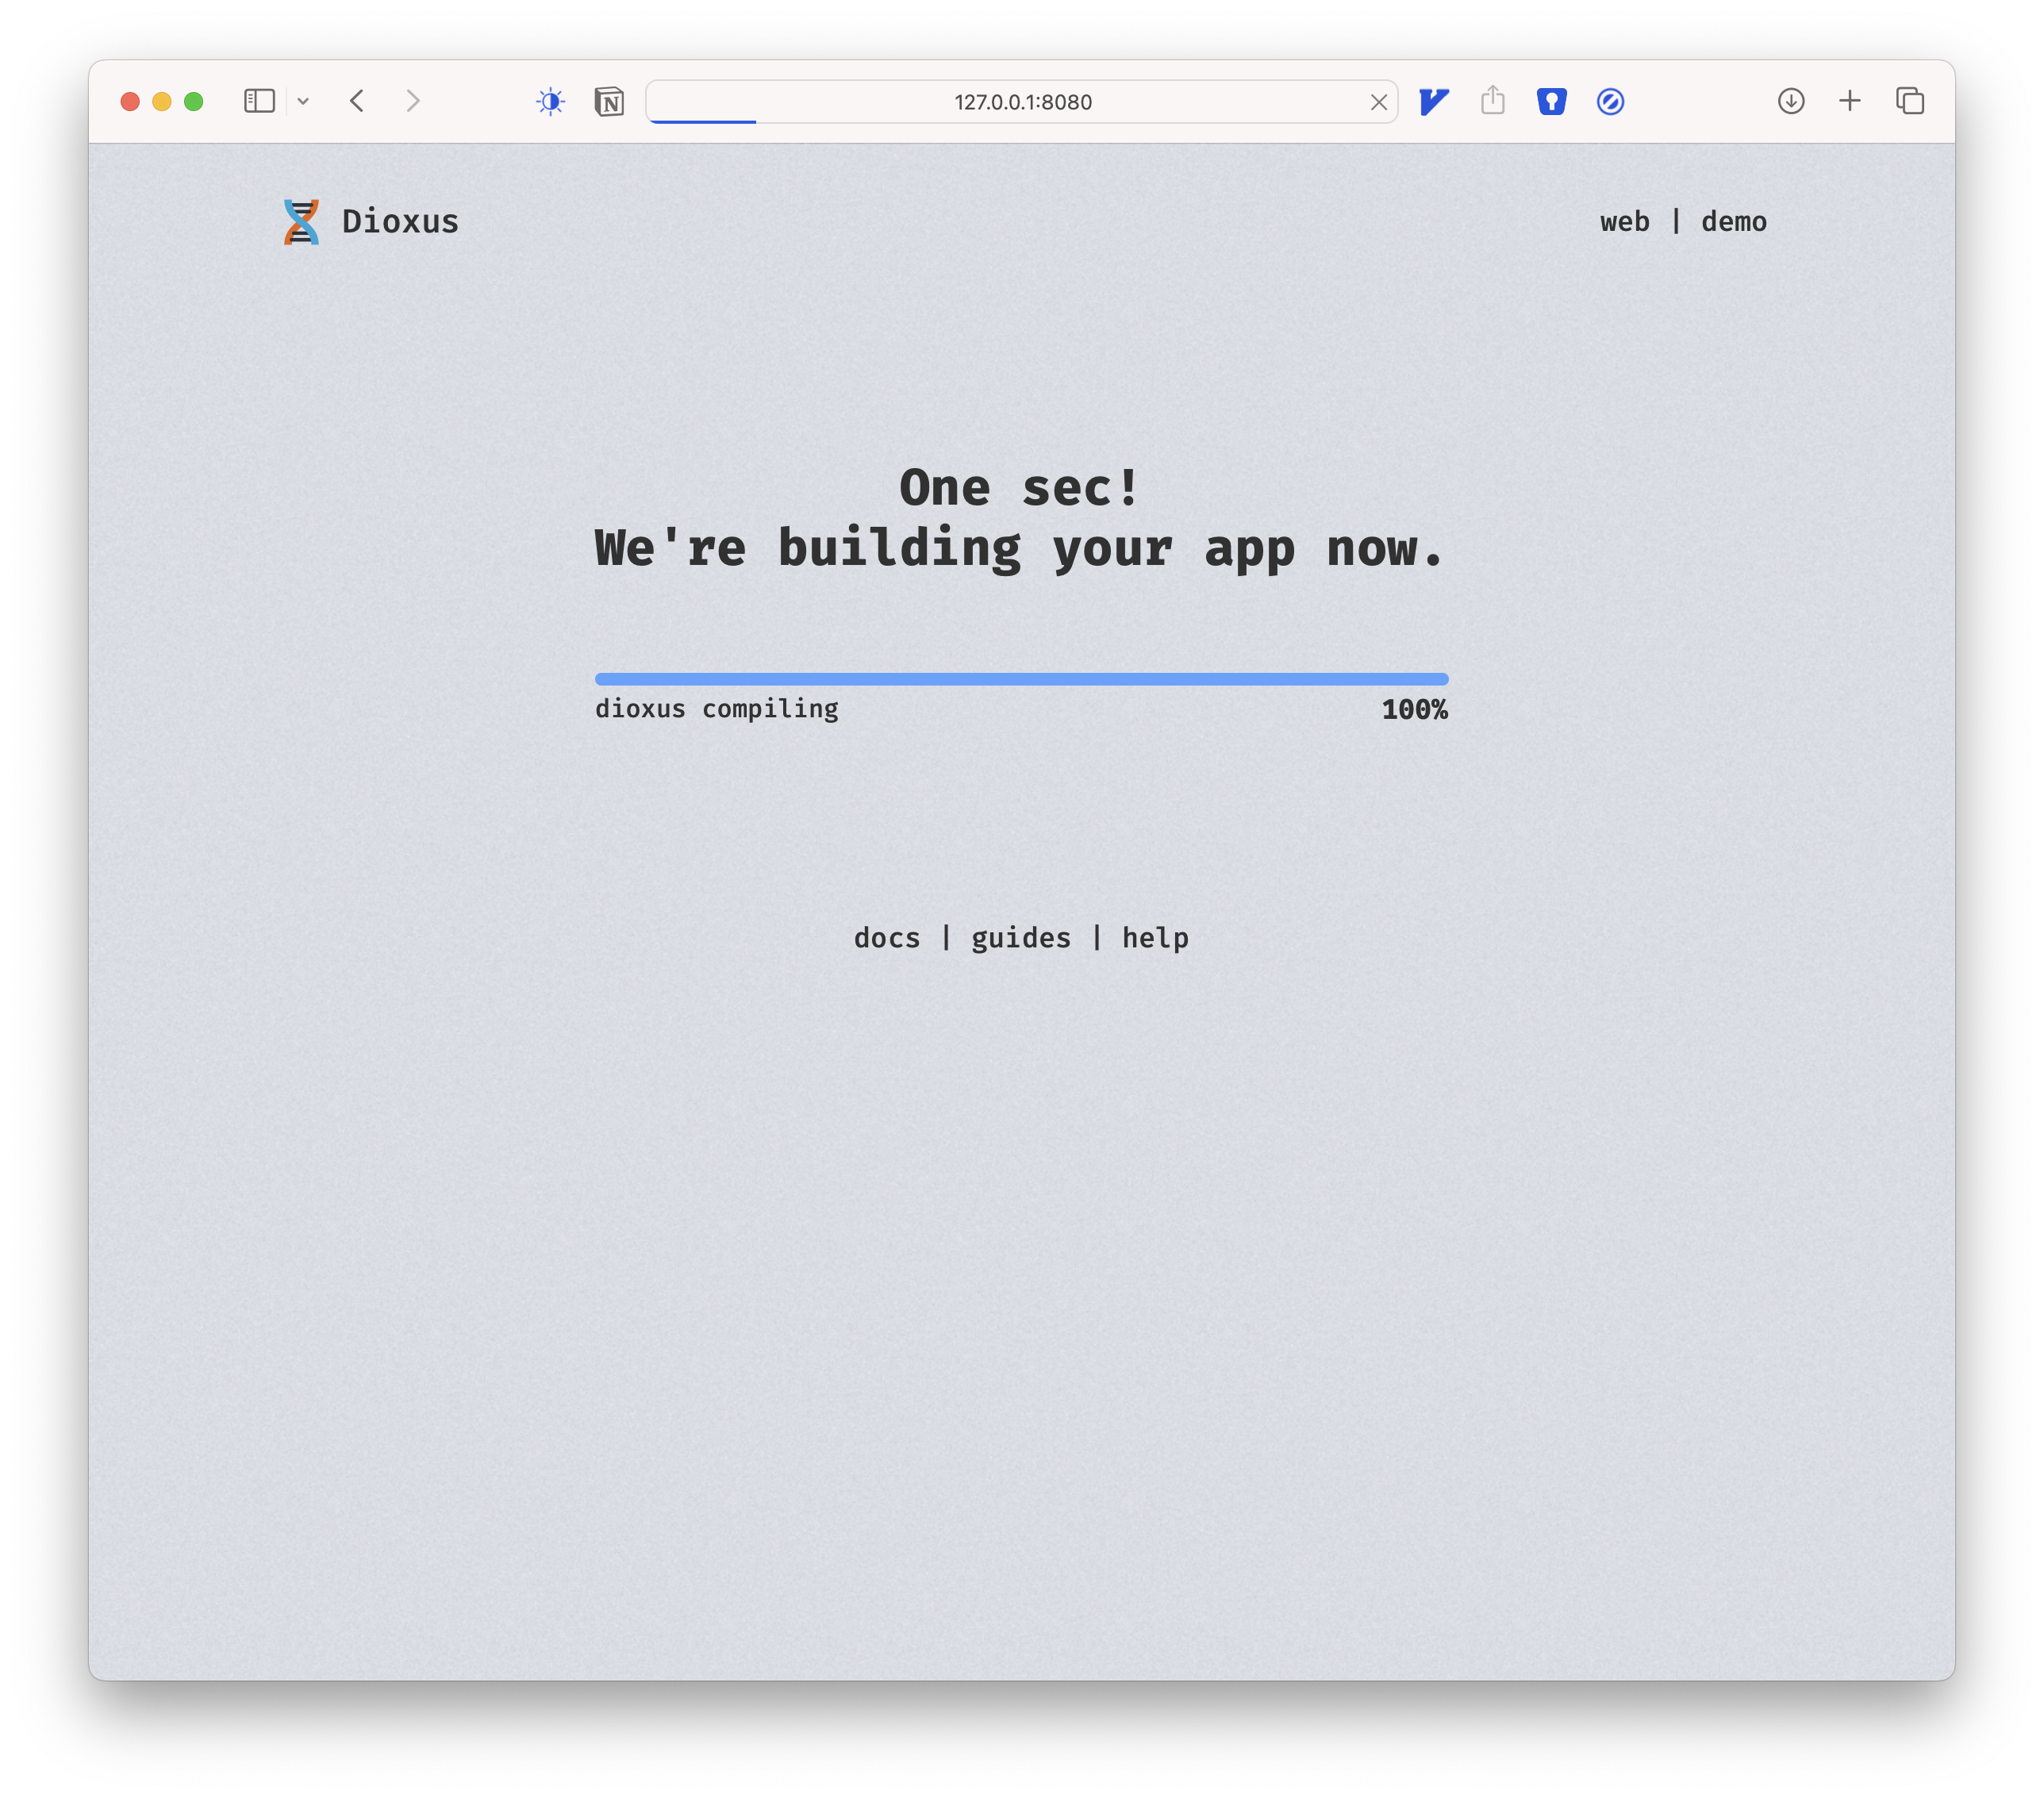 127.0.0.1:8080
Dioxus
web | demo
One sec!
We're building your app now.
dioxus compiling
100%
docs | guides | help